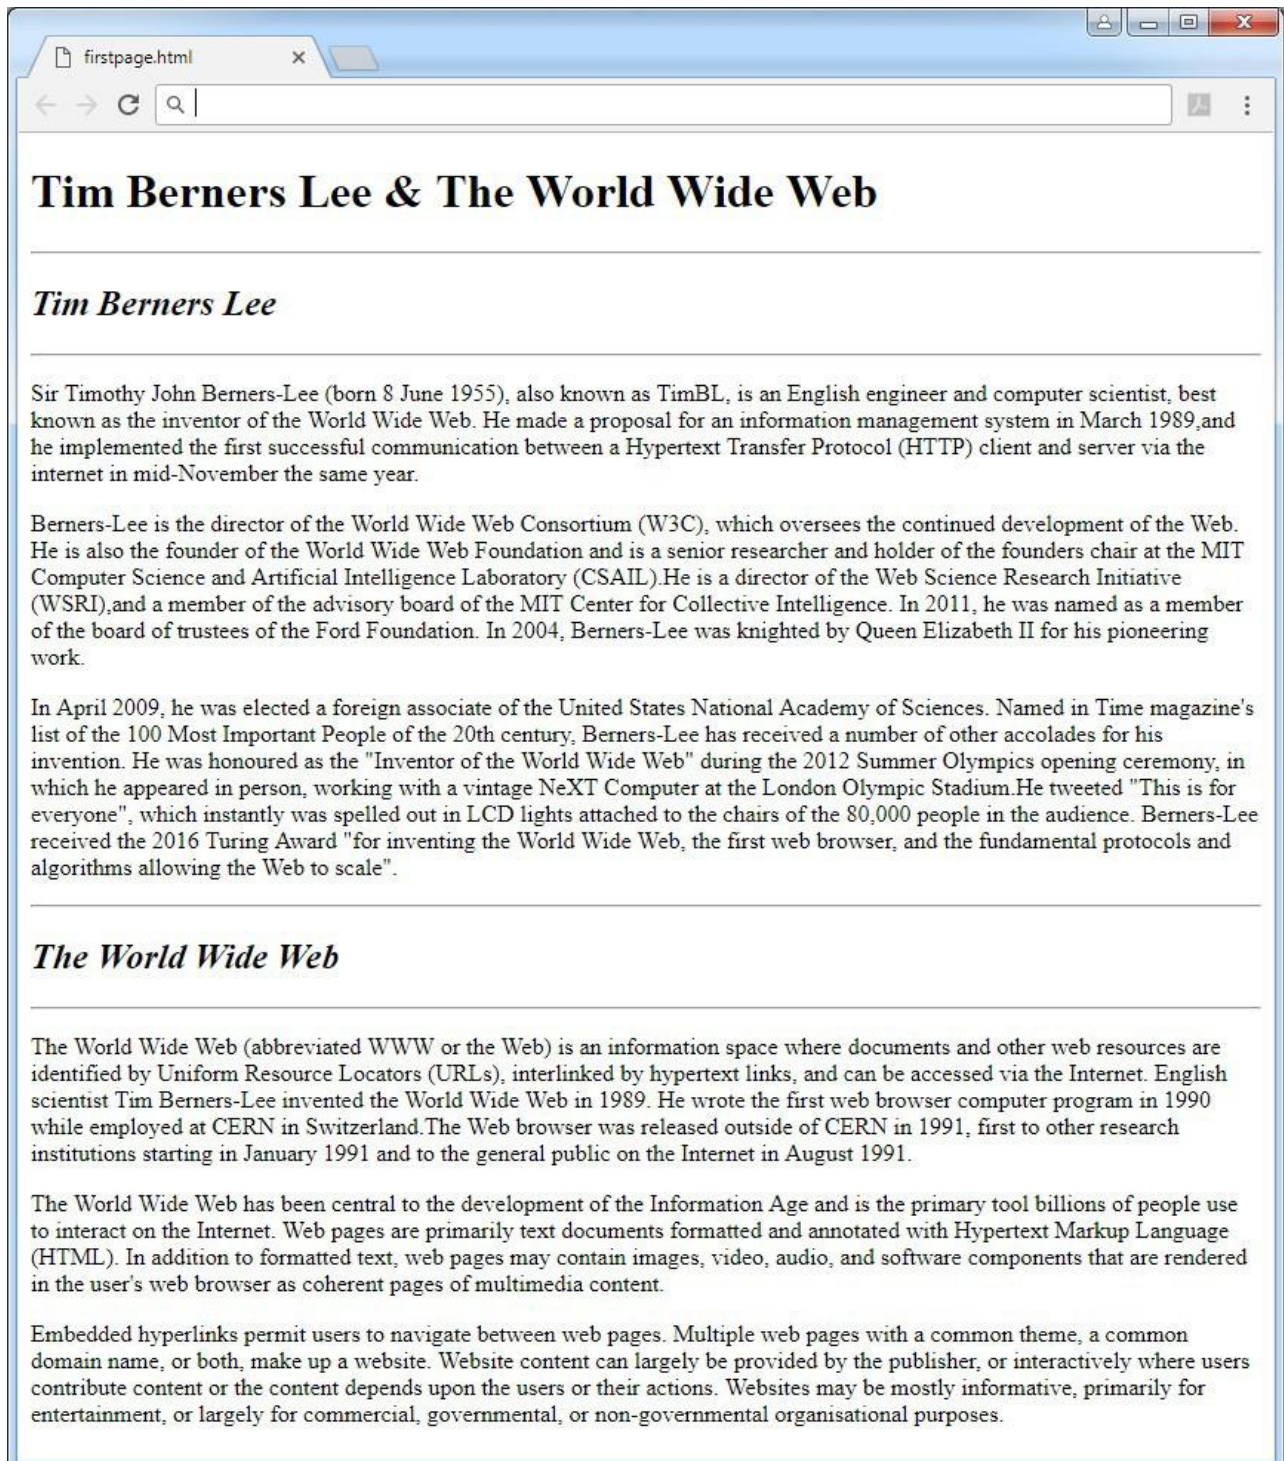 firstpage.html
Tim Berners Lee & The World Wide Web
Tim Berners Lee
Sir Timothy John Berners-Lee (born 8 June 1955), also known as TimBL, is an English engineer and computer scientist, best
known as the inventor of the World Wide Web. He made a proposal for an information management system in March 1989,and
he implemented the first successful communication between a Hypertext Transfer Protocol (HTTP) client and server via the
internet in mid-November the same year.
Berners-Lee is the director of the World Wide Web Consortium (W3C), which oversees the continued development of the Web.
He is also the founder of the World Wide Web Foundation and is a senior researcher and holder of the founders chair at the MIT
Computer Science and Artificial Intelligence Laboratory (CSAIL).He is a director of the Web Science Research Initiative
(WSRI),and a member of the advisory board of the MIT Center for Collective Intelligence. In 2011, he was named as a member
of the board of trustees of the Ford Foundation. In 2004, Berners-Lee was knighted by Queen Elizabeth II for his pioneering
work.
In April 2009, he was elected a foreign associate of the United States National Academy of Sciences. Named in Time magazine's
list of the 100 Most Important People of the 20th century, Berners-Lee has received a number of other accolades for his
invention. He was honoured as the "Inventor of the World Wide Web" during the 2012 Summer Olympics opening ceremony, in
which he appeared in person, working with a vintage NeXT Computer at the London Olympic Stadium.He tweeted "This is for
everyone", which instantly was spelled out in LCD lights attached to the chairs of the 80,000 people in the audience. Berners-Lee
received the 2016 Turing Award "for inventing the World Wide Web, the first web browser, and the fundamental protocols and
algorithms allowing the Web to scale".
The World Wide Web
The World Wide Web (abbreviated WWW or the Web) is an information space where documents and other web resources are
identified by Uniform Resource Locators (URLs), interlinked by hypertext links, and can be accessed via the Internet. English
scientist Tim Berners-Lee invented the World Wide Web in 1989. He wrote the first web browser computer program in 1990
while employed at CERN in Switzerland.The Web browser was released outside of CERN in 1991, first to other research
institutions starting in January 1991 and to the general public on the Internet in August 1991.
The World Wide Web has been central to the development of the Information Age and is the primary tool billions of people use
to interact on the Internet. Web pages are primarily text documents formatted and annotated with Hypertext Markup Language
(HTML). In addition to formatted text, web pages may contain images, video, audio, and software components that are rendered
in the user's web browser as coherent pages of multimedia content.
Embedded hyperlinks permit users to navigate between web pages. Multiple web pages with a common theme, a common
domain name, or both, make up a website. Website content can largely be provided by the publisher, or interactively where users
contribute content or the content depends upon the users or their actions. Websites may be mostly informative, primarily for
entertainment, or largely for commercial, governmental, or non-governmental organisational purposes.